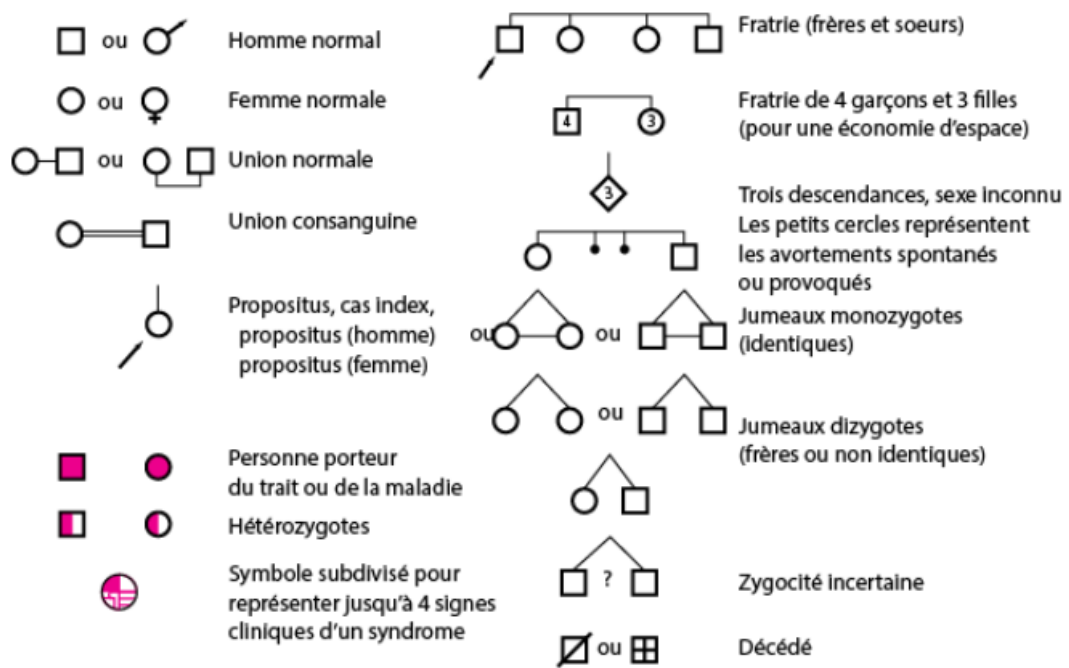 ou
Homme normal
ou
Femme normale
ou
Union normale
Union consanguine
Propositus, cas index,
propositus (homme)
propositus (femme)
Personne porteur
du trait ou de la maladie
Hétérozygotes
Symbole subdivisé pour
représenter jusqu'à 4 signes
cliniques d'un syndrome
Fratrie (frères et soeurs)
4 3
Fratrie de 4 garçons et 3 filles
(pour une économie d'espace)
3
Trois descendances, sexe inconnu
Les petits cercles représentent
les avortements spontanés
ou provoqués
ou ou
Jumeaux monozygotes
(identiques)
ou
Jumeaux dizygotes
(frères ou non identiques)
?
Zygocité incertaine
ou
Décédé